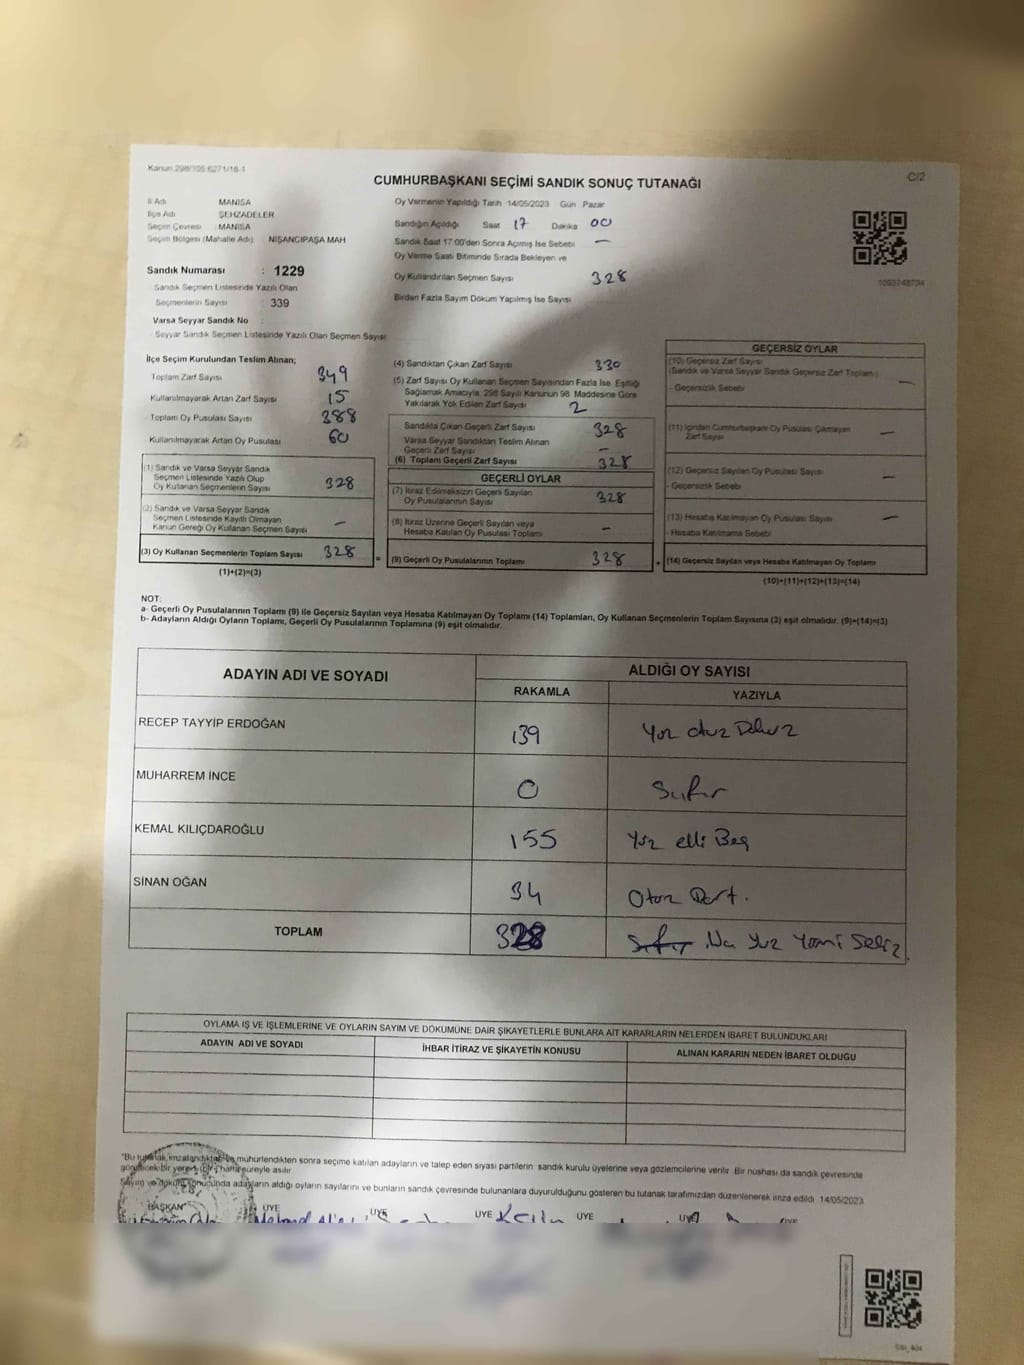 Kanun 298/105 6271/18-1
C/2
CUMHURBAŞKANI SEÇİMİ SANDIK SONUÇ TUTANAĞI
İl Adı : MANİSA
İlçe Adı : ŞEHZADELER
Seçim Çevresi : MANİSA
Seçim Bölgesi (Mahalle Adı) : NİŞANCIPAŞA MAH
Sandık Numarası : 1229
Sandık Seçmen Listesinde Yazılı Olan
Seçmenlerin Sayısı : 339
Varsa Seyyar Sandık No
Seyyar Sandık Seçmen Listesinde Yazılı Olan Seçmen Sayısı
Oy Vermenin Yapıldığı Tarih 14/05/2023 Gün Pazar
Sandığın Açıldığı Saat 17 Dakika 00
Sandık Saat 17:00'den Sonra Açılmış İse Sebebi —
Oy Verme Saati Bitiminde Sırada Bekleyen ve
Oy Kullandırılan Seçmen Sayısı 328
Birden Fazla Sayım Döküm Yapılmış İse Sayısı
1093748704
İlçe Seçim Kurulundan Teslim Alınan;
Toplam Zarf Sayısı 349
Kullanılmayarak Artan Zarf Sayısı 15
Toplam Oy Pusulası Sayısı 388
Kullanılmayarak Artan Oy Pusulası 60
(1) Sandık ve Varsa Seyyar Sandık
Seçmen Listesinde Yazılı Olup
Oy Kullanan Seçmenlerin Sayısı 328
(2) Sandık ve Varsa Seyyar Sandık
Seçmen Listesinde Kayıtlı Olmayan
Kanun Gereği Oy Kullanan Seçmen Sayısı —
(3) Oy Kullanan Seçmenlerin Toplam Sayısı 328 =
(1)+(2)=(3)
(4) Sandıktan Çıkan Zarf Sayısı 330
(5) Zarf Sayısı Oy Kullanan Seçmen Sayısından Fazla İse, Eşitliği
Sağlamak Amacıyla; 298 Sayılı Kanunun 98. Maddesine Göre
Yakılarak Yok Edilen Zarf Sayısı 2
Sandıkta Çıkan Geçerli Zarf Sayısı 328
Varsa Seyyar Sandıktan Teslim Alınan
Geçerli Zarf Sayısı —
(6) Toplam Geçerli Zarf Sayısı 328
GEÇERLİ OYLAR
(7) İtiraz Edilmeksizin Geçerli Sayılan
Oy Pusulalarının Sayısı 328
(8) İtiraz Üzerine Geçerli Sayılan veya
Hesaba Katılan Oy Pusulası Toplamı —
(9) Geçerli Oy Pusulalarının Toplamı 328 +
GEÇERSİZ OYLAR
(10) Geçersiz Zarf Sayısı
(Sandık ve Varsa Seyyar Sandık Geçersiz Zarf Toplamı) —
- Geçersizlik Sebebi
(11) İçinden Cumhurbaşkanı Oy Pusulası Çıkmayan
Zarf Sayısı —
(12) Geçersiz Sayılan Oy Pusulası Sayısı —
- Geçersizlik Sebebi
(13) Hesaba Katılmayan Oy Pusulası Sayısı —
- Hesaba Katılmama Sebebi
(14) Geçersiz Sayılan veya Hesaba Katılmayan Oy Toplamı
(10)+(11)+(12)+(13)=(14)
NOT:
a- Geçerli Oy Pusulalarının Toplamı (9) ile Geçersiz Sayılan veya Hesaba Katılmayan Oy Toplamı (14) Toplamları, Oy Kullanan Seçmenlerin Toplam Sayısına (3) eşit olmalıdır. (9)+(14)=(3)
b- Adayların Aldığı Oyların Toplamı, Geçerli Oy Pusulalarının Toplamına (9) eşit olmalıdır.
ADAYIN ADI VE SOYADI
ALDIĞI OY SAYISI
RAKAMLA YAZIYLA
RECEP TAYYİP ERDOĞAN 139 Yüz Otuz Dokuz
MUHARREM İNCE 0 Sıfır
KEMAL KILIÇDAROĞLU 155 Yüz elli Beş
SİNAN OĞAN 34 Otuz Dört.
TOPLAM 328 Sıfır Üç Yüz Yirmi Sekiz.
OYLAMA İŞ VE İŞLEMLERİNE VE OYLARIN SAYIM VE DÖKÜMÜNE DAİR ŞİKAYETLERLE BUNLARA AİT KARARLARIN NELERDEN İBARET BULUNDUKLARI
ADAYIN ADI VE SOYADI İHBAR İTİRAZ VE ŞİKAYETİN KONUSU ALINAN KARARIN NEDEN İBARET OLDUĞU
"Bu tutanak imzalandıktan ve mühürlendikten sonra seçime katılan adayların ve talep eden siyasi partilerin sandık kurulu üyelerine veya gözlemcilerine verilir. Bir nüshası da sandık çevresinde
görülecek bir yere (bir) hafta süreyle asılır
Sayım ve döküm sonucunda adayların aldığı oyların sayılarını ve bunların sandık çevresinde bulunanlara duyurulduğunu gösteren bu tutanak tarafımızdan düzenlenerek imza edildi. 14/05/2023
BAŞKAN ÜYE ÜYE ÜYE ÜYE ÜYE ÜYE